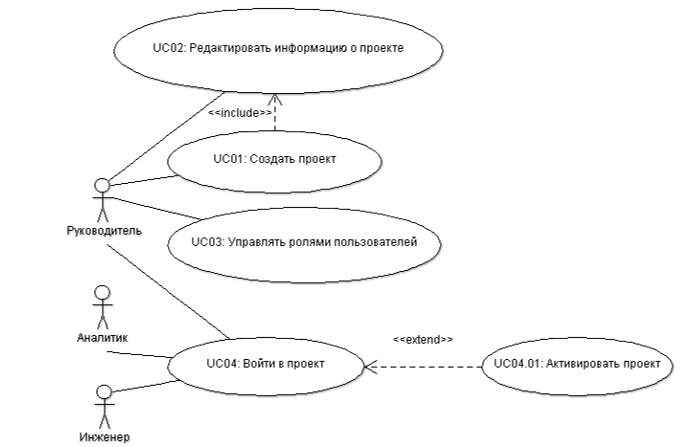 UC02: Редактировать информацию о проекте
<<include>>
UC01: Создать проект
Руководитель
UC03: Управлять ролями пользователей
Аналитик
<<extend>>
UC04: Войти в проект
UC04.01: Активировать проект
Инженер